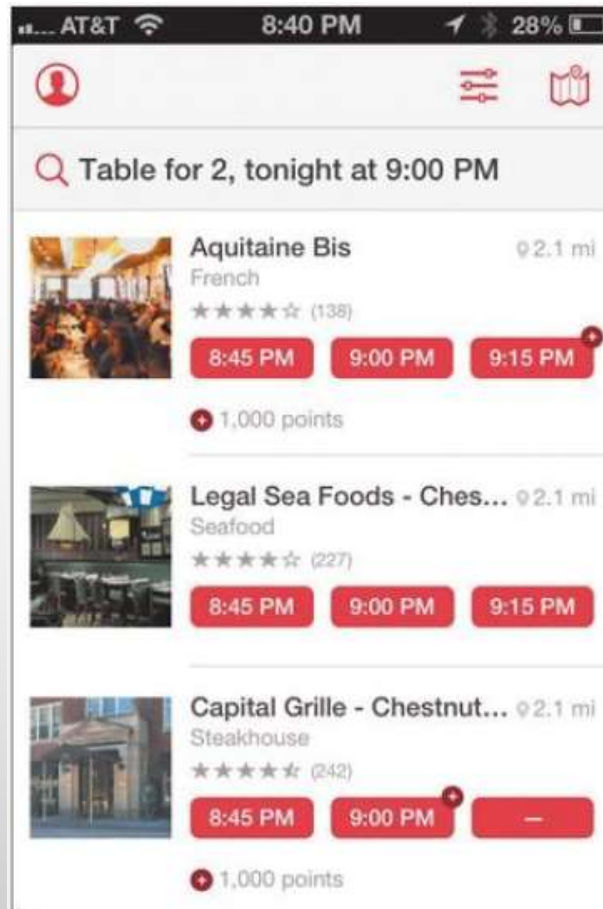 AT&T 8:40 PM 28%
Table for 2, tonight at 9:00 PM
Aquitaine Bis 2.1 mi
French
(138)
8:45 PM 9:00 PM 9:15 PM
1,000 points
Legal Sea Foods - Ches... 2.1 mi
Seafood
(227)
8:45 PM 9:00 PM 9:15 PM
Capital Grille - Chestnut... 2.1 mi
Steakhouse
(242)
8:45 PM 9:00 PM –
1,000 points